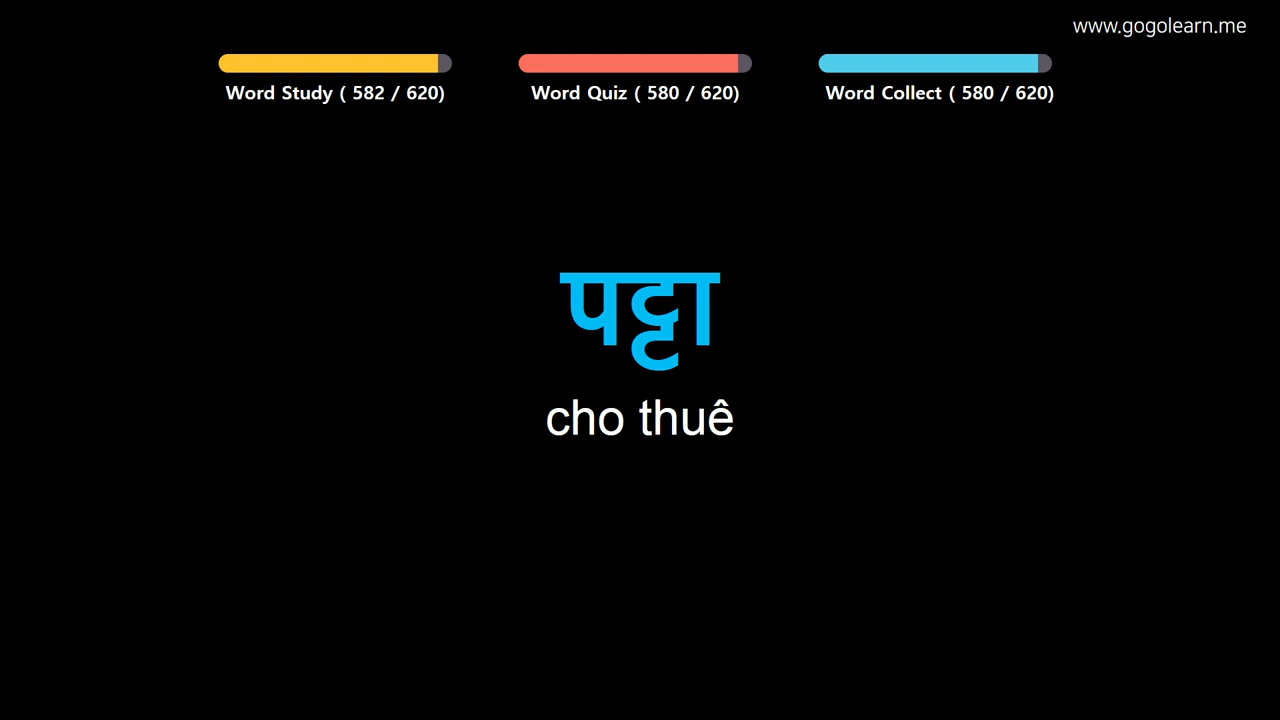 www.gogolearn.me
Word Study ( 582 / 620)
Word Quiz ( 580 / 620)
Word Collect ( 580 / 620)
पट्टा
cho thuê